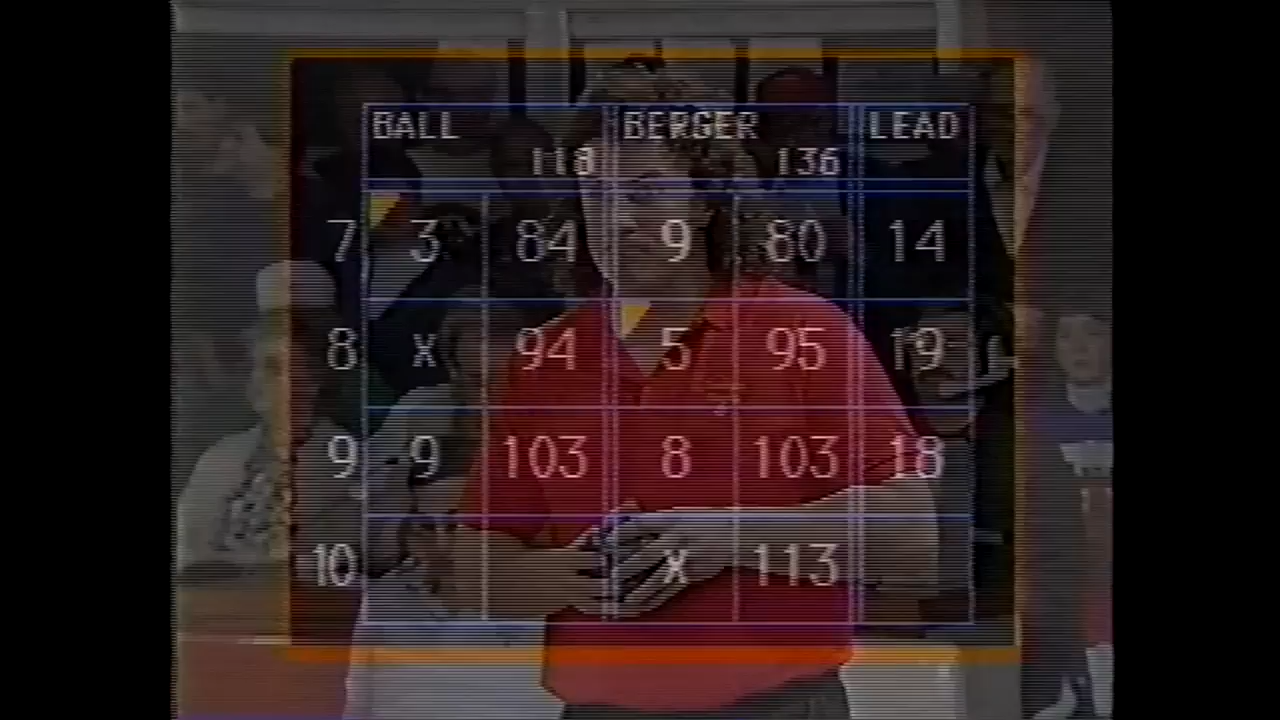 BALL BERGER LEAD
118 136
7 3 84 9 80 14
8 X 94 5 95 19
9 9 103 8 103 18
10 X 113